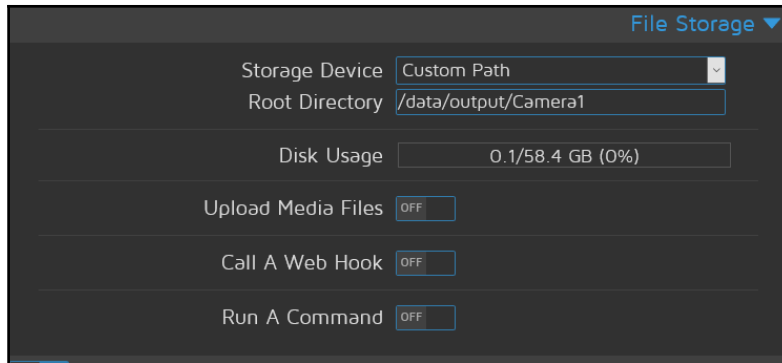 File Storage
Storage Device Custom Path
Root Directory /data/output/Camera1
Disk Usage 0.1/58.4 GB (0%)
Upload Media Files OFF
Call A Web Hook OFF
Run A Command OFF